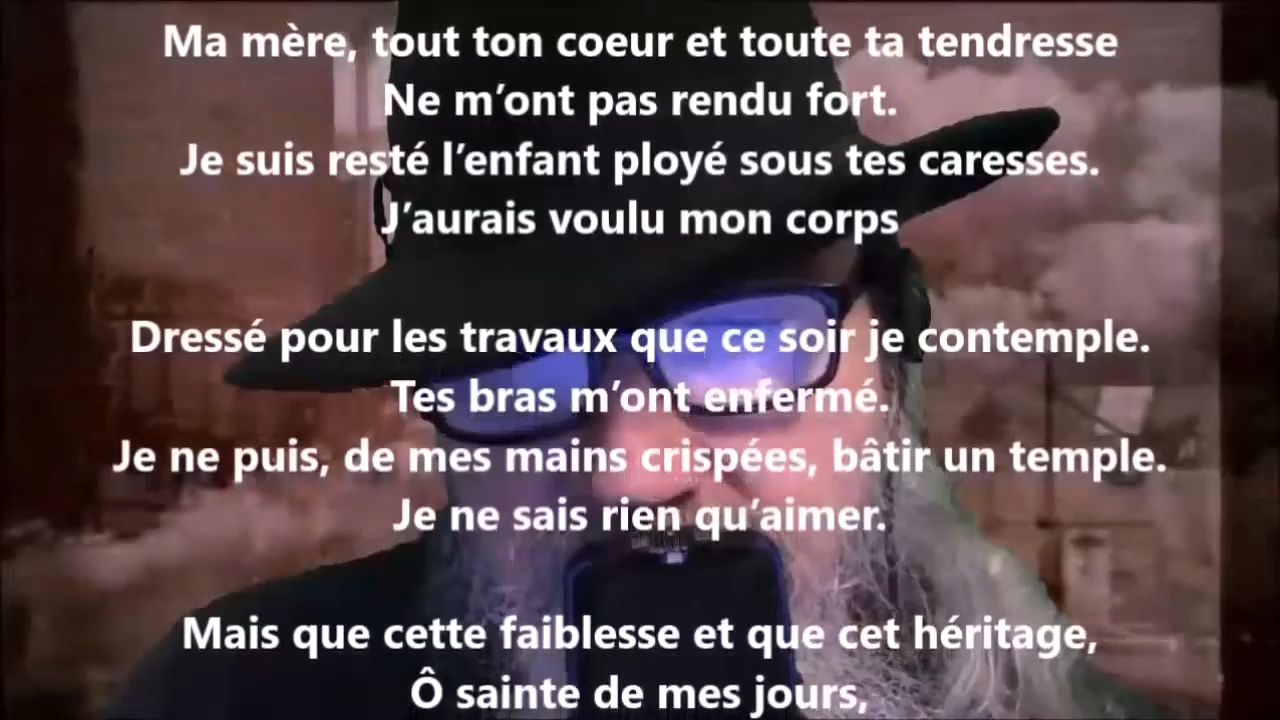 Ma mère, tout ton coeur et toute ta tendresse
Ne m’ont pas rendu fort.
Je suis resté l’enfant ployé sous tes caresses.
J’aurais voulu mon corps
Dressé pour les travaux que ce soir je contemple.
Tes bras m’ont enfermé.
Je ne puis, de mes mains crispées, bâtir un temple.
Je ne sais rien qu’aimer.
Mais que cette faiblesse et que cet héritage,
Ô sainte de mes jours,